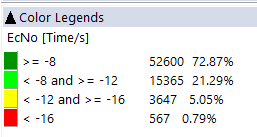 Color Legends
EcNo [Time/s]
>= -8 52600 72.87%
< -8 and >= -12 15365 21.29%
< -12 and >= -16 3647 5.05%
< -16 567 0.79%